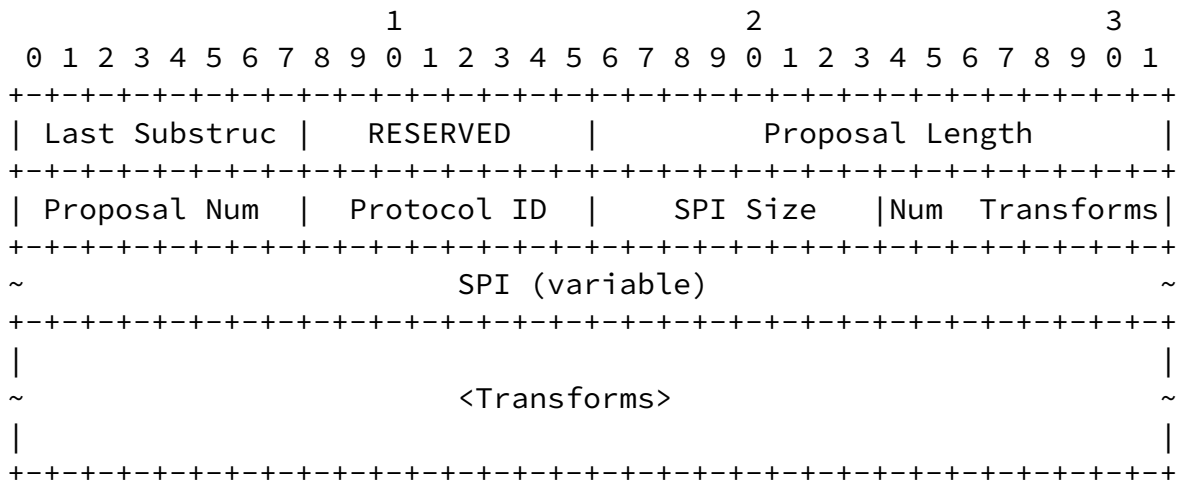 1                   2                   3
 0 1 2 3 4 5 6 7 8 9 0 1 2 3 4 5 6 7 8 9 0 1 2 3 4 5 6 7 8 9 0 1
+-+-+-+-+-+-+-+-+-+-+-+-+-+-+-+-+-+-+-+-+-+-+-+-+-+-+-+-+-+-+-+-+
| Last Substruc |   RESERVED    |         Proposal Length       |
+-+-+-+-+-+-+-+-+-+-+-+-+-+-+-+-+-+-+-+-+-+-+-+-+-+-+-+-+-+-+-+-+
| Proposal Num  |  Protocol ID  |    SPI Size   |Num  Transforms|
+-+-+-+-+-+-+-+-+-+-+-+-+-+-+-+-+-+-+-+-+-+-+-+-+-+-+-+-+-+-+-+-+
~                        SPI (variable)                         ~
+-+-+-+-+-+-+-+-+-+-+-+-+-+-+-+-+-+-+-+-+-+-+-+-+-+-+-+-+-+-+-+-+
|                                                               |
~                        <Transforms>                           ~
|                                                               |
+-+-+-+-+-+-+-+-+-+-+-+-+-+-+-+-+-+-+-+-+-+-+-+-+-+-+-+-+-+-+-+-+